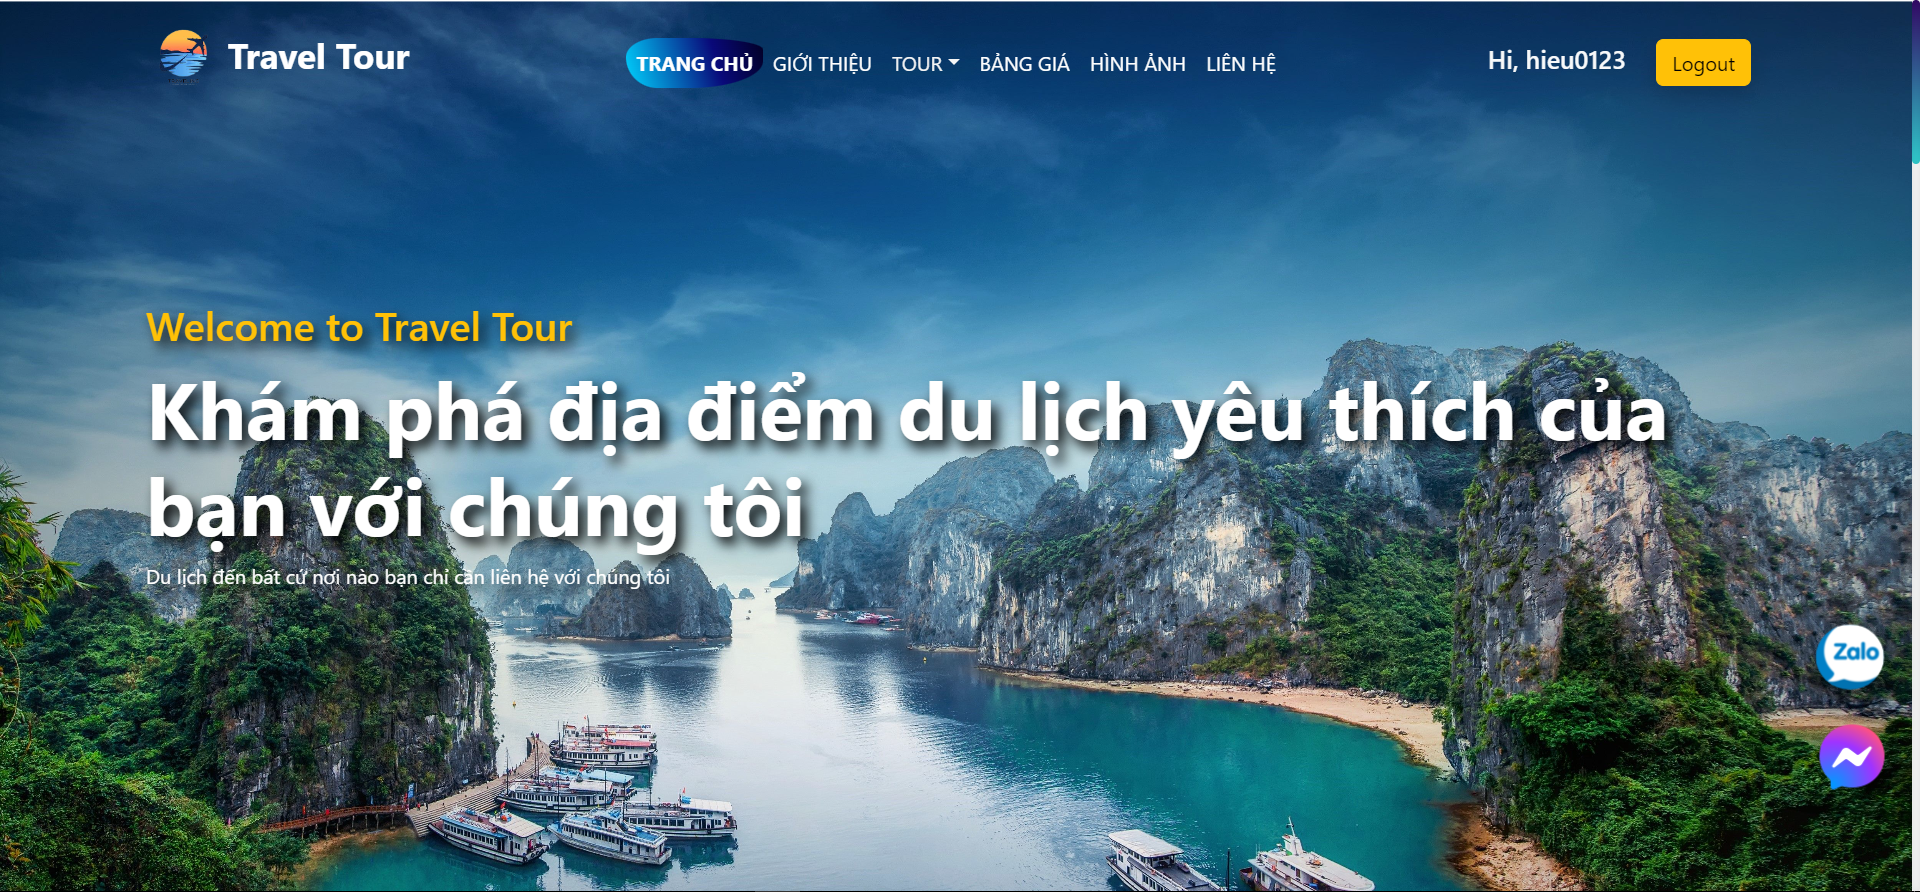 Travel Tour
TRANG CHỦ GIỚI THIỆU TOUR BẢNG GIÁ HÌNH ẢNH LIÊN HỆ
Hi, hieu0123
Logout
Welcome to Travel Tour
Khám phá địa điểm du lịch yêu thích của
bạn với chúng tôi
Du lịch đến bất cứ nơi nào bạn chỉ cần liên hệ với chúng tôi
Zalo